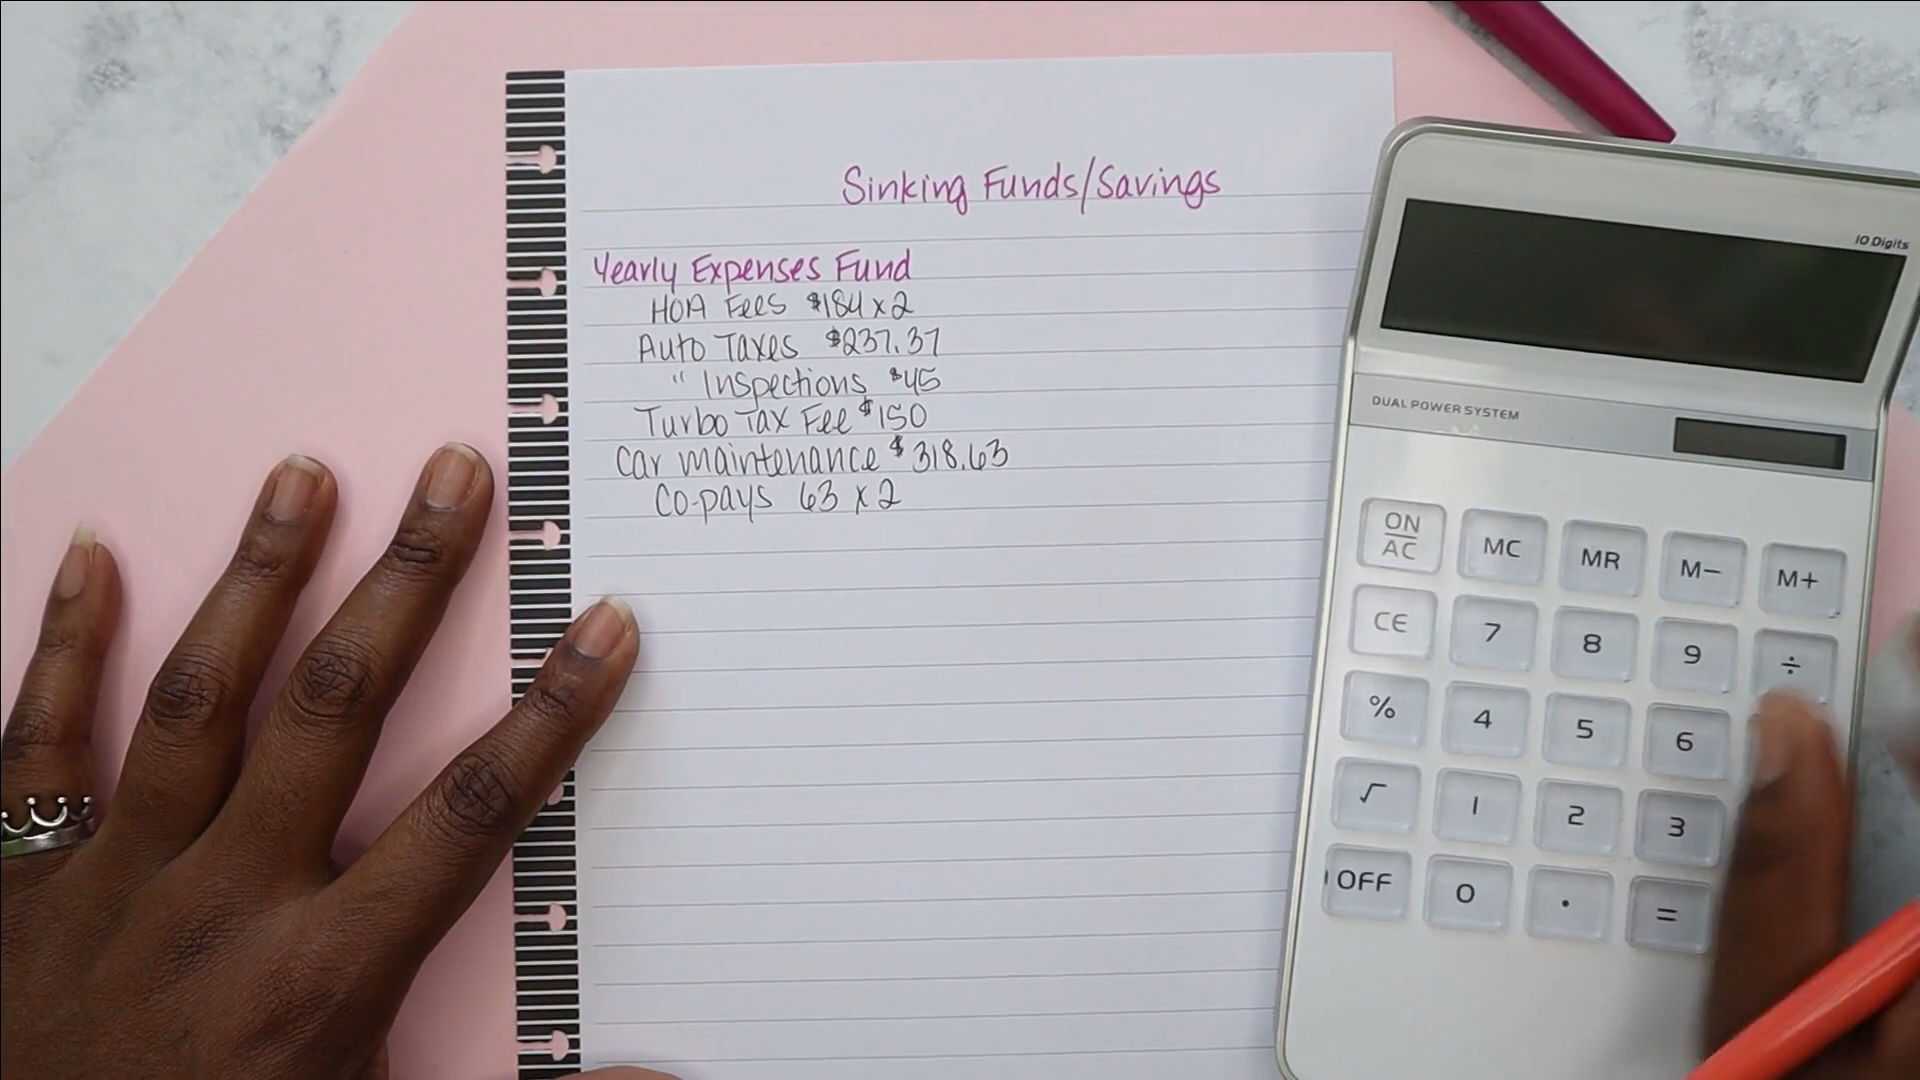 Sinking Funds/Savings
Yearly Expenses Fund
HOA Fees $184 x 2
Auto Taxes $237.37
" Inspections $45
Turbo Tax Fee $150
Car maintenance $318.63
Co-pays 63 x 2
10 Digits
DUAL POWER SYSTEM
ON
AC
MC
MR
M−
M+
CE
7
8
9
÷
%
4
5
6
√
1
2
3
OFF
0
.
=